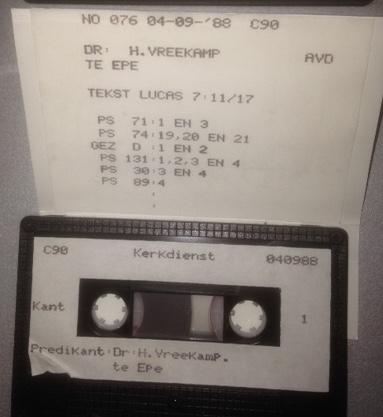 NO 076 04-09-'88 C90
DR: H.VREEKAMP AVD
TE EPE
TEKST LUCAS 7:11/17
PS 71:1 EN 3
PS 74:19,20 EN 21
GEZ D :1 EN 2
PS 131:1,2,3 EN 4
PS 30:3 EN 4
PS 89:4
:
:
C90 Kerkdienst 040988
Kant 1
Predikant:Dr:H.Vreekamp.
te Epe